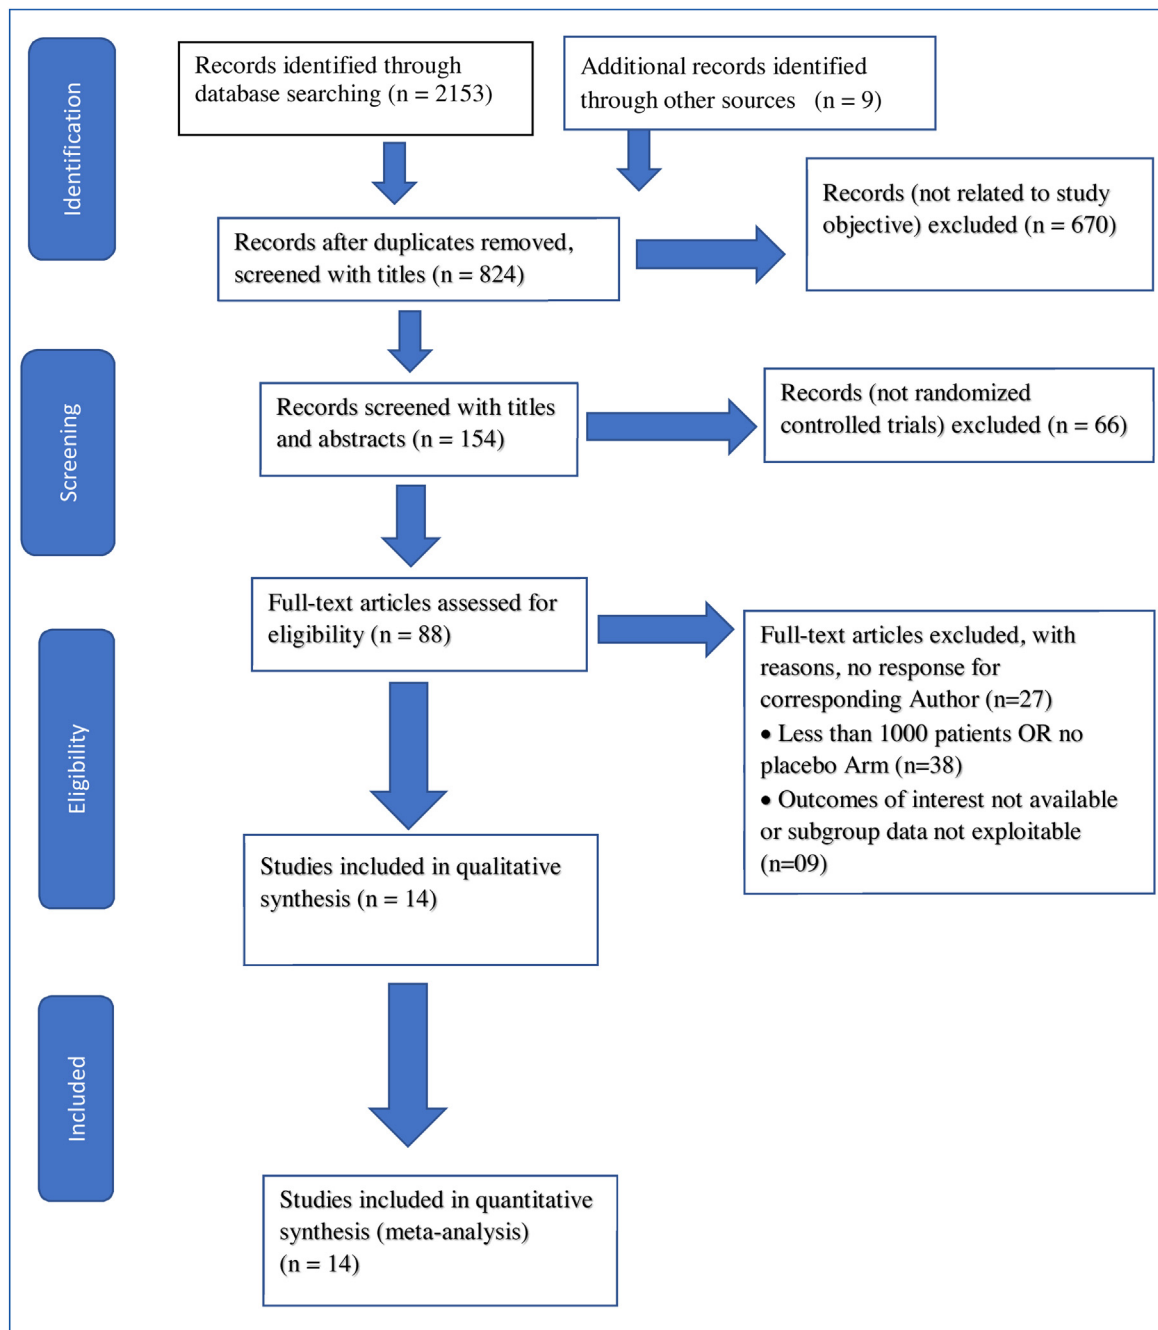 Identification
Records identified through
database searching (n = 2153)
Additional records identified
through other sources (n = 9)
Records after duplicates removed,
screened with titles (n = 824)
Records (not related to study
objective) excluded (n = 670)
Screening
Records screened with titles
and abstracts (n = 154)
Records (not randomized
controlled trials) excluded (n = 66)
Eligibility
Full-text articles assessed for
eligibility (n = 88)
Full-text articles excluded, with
reasons, no response for
corresponding Author (n=27)
• Less than 1000 patients OR no
placebo Arm (n=38)
• Outcomes of interest not available
or subgroup data not exploitable
(n=09)
Studies included in qualitative
synthesis (n = 14)
Included
Studies included in quantitative
synthesis (meta-analysis)
(n = 14)